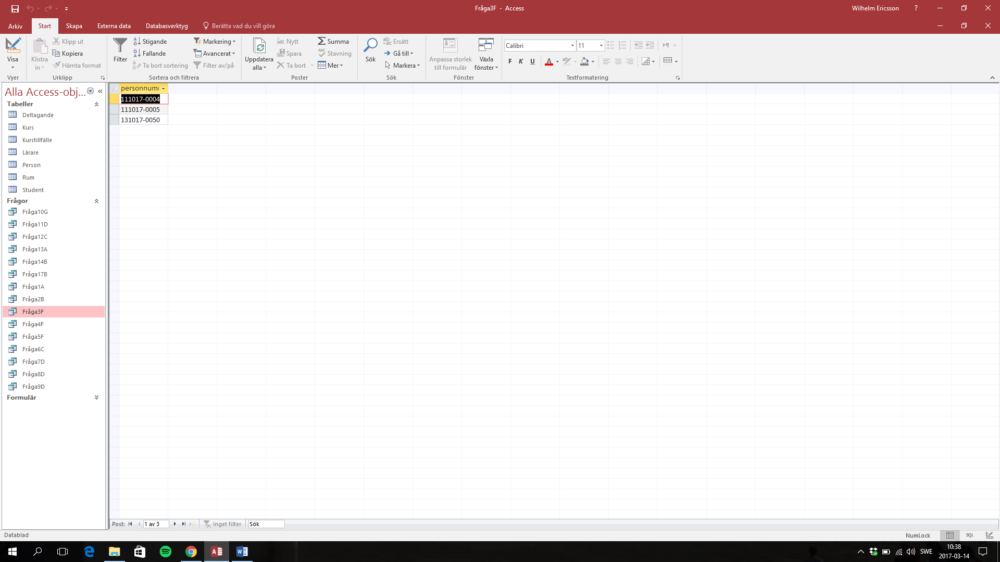 Fråga3F - Access
Wilhelm Ericsson
?
Arkiv
Start
Skapa
Externa data
Databasverktyg
Berätta vad du vill göra
Visa
Vyer
Klistra in
Klipp ut
Kopiera
Hämta format
Urklipp
Filter
Stigande
Fallande
Ta bort sortering
Markering
Avancerat
Filter av/på
Sortera och filtrera
Uppdatera alla
Nytt
Spara
Ta bort
Summa
Stavning
Mer
Poster
Sök
Ersätt
Gå till
Markera
Sök
Anpassa storlek till formulär
Växla fönster
Fönster
Calibri
11
F K U
Textformatering
Alla Access-obj...
Tabeller
Deltagande
Kurs
Kurstillfälle
Lärare
Person
Rum
Student
Frågor
Fråga10G
Fråga11D
Fråga12C
Fråga13A
Fråga14B
Fråga17B
Fråga1A
Fråga2B
Fråga3F
Fråga4F
Fråga5F
Fråga6C
Fråga7D
Fråga8D
Fråga9D
Formulär
personnum
111017-0004
111017-0005
131017-0050
Post: 1 av 3
Inget filter
Sök
Datablad
NumLock
SQL
SWE
10:38
2017-03-14